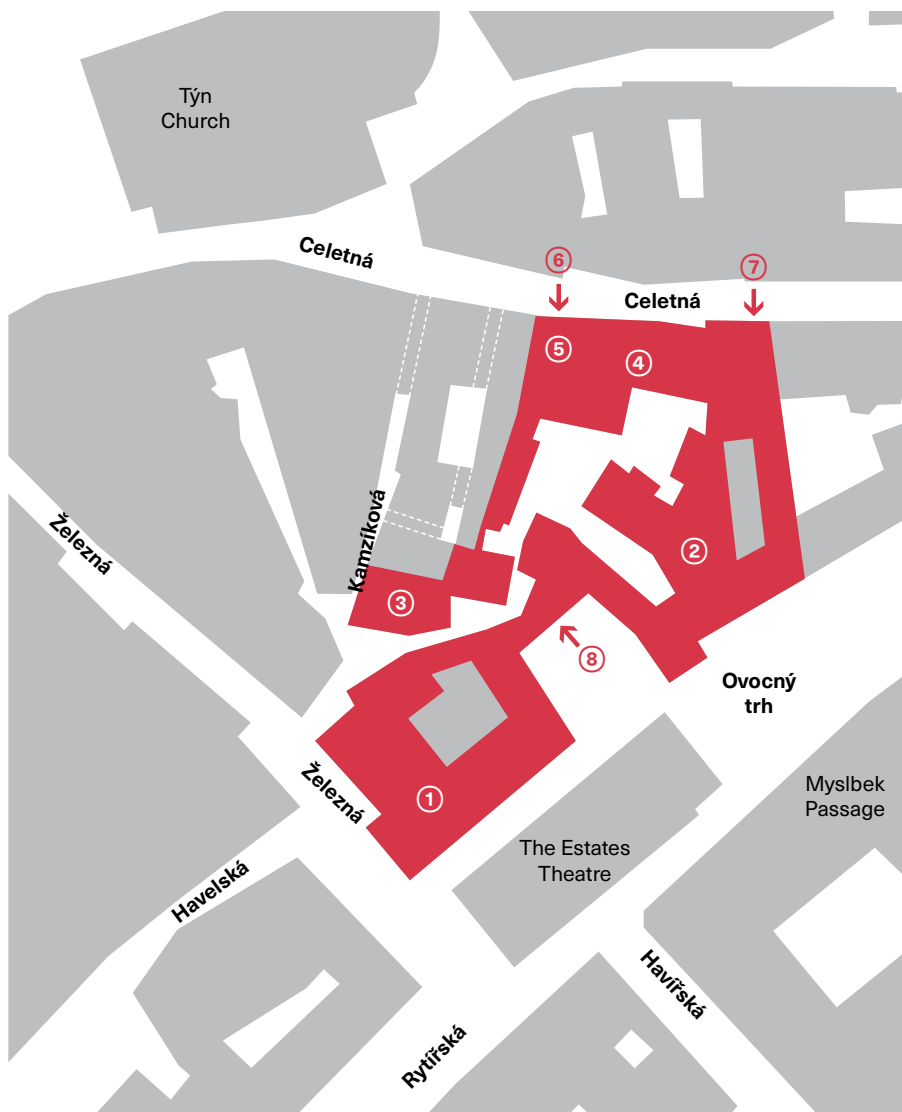 Týn
Church
Celetná
⑥
⑦
Celetná
⑤
④
Kamzíková
Železná
②
③
⑧
Ovocný
trh
Železná
①
Myslbek
Passage
The Estates
Theatre
Havelská
Havířská
Rytířská